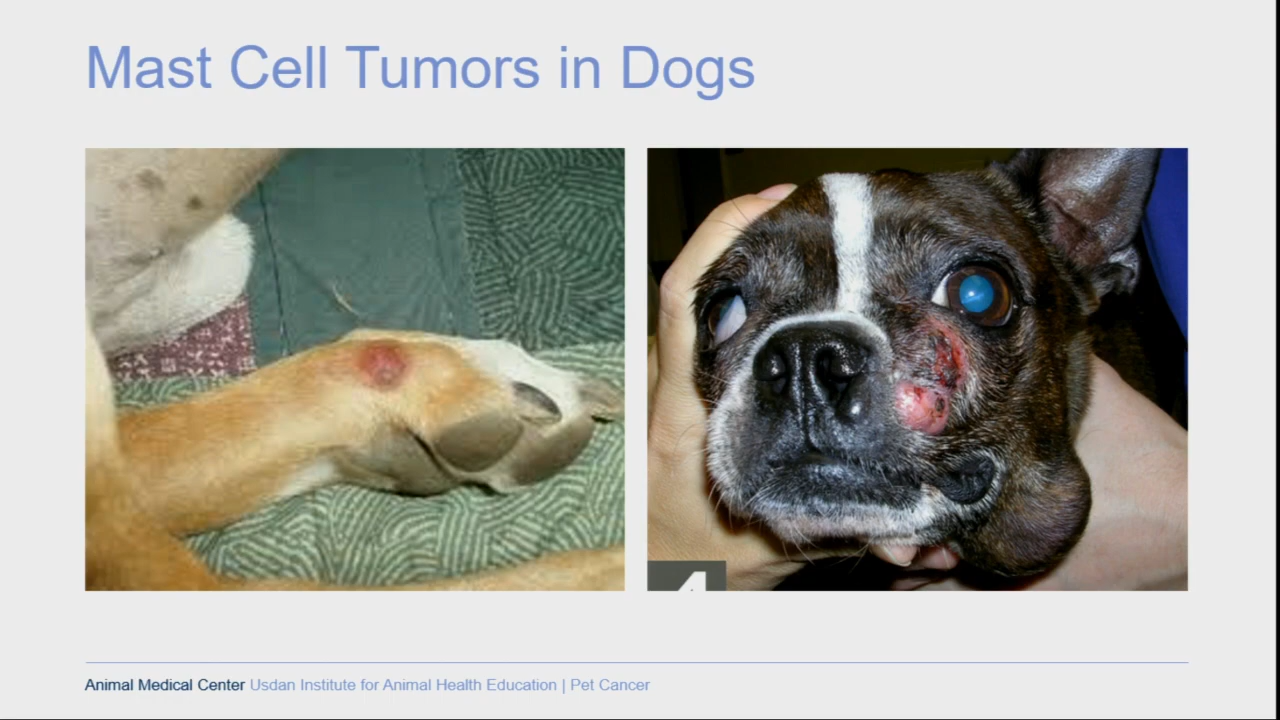 Mast Cell Tumors in Dogs
Animal Medical Center Usdan Institute for Animal Health Education | Pet Cancer